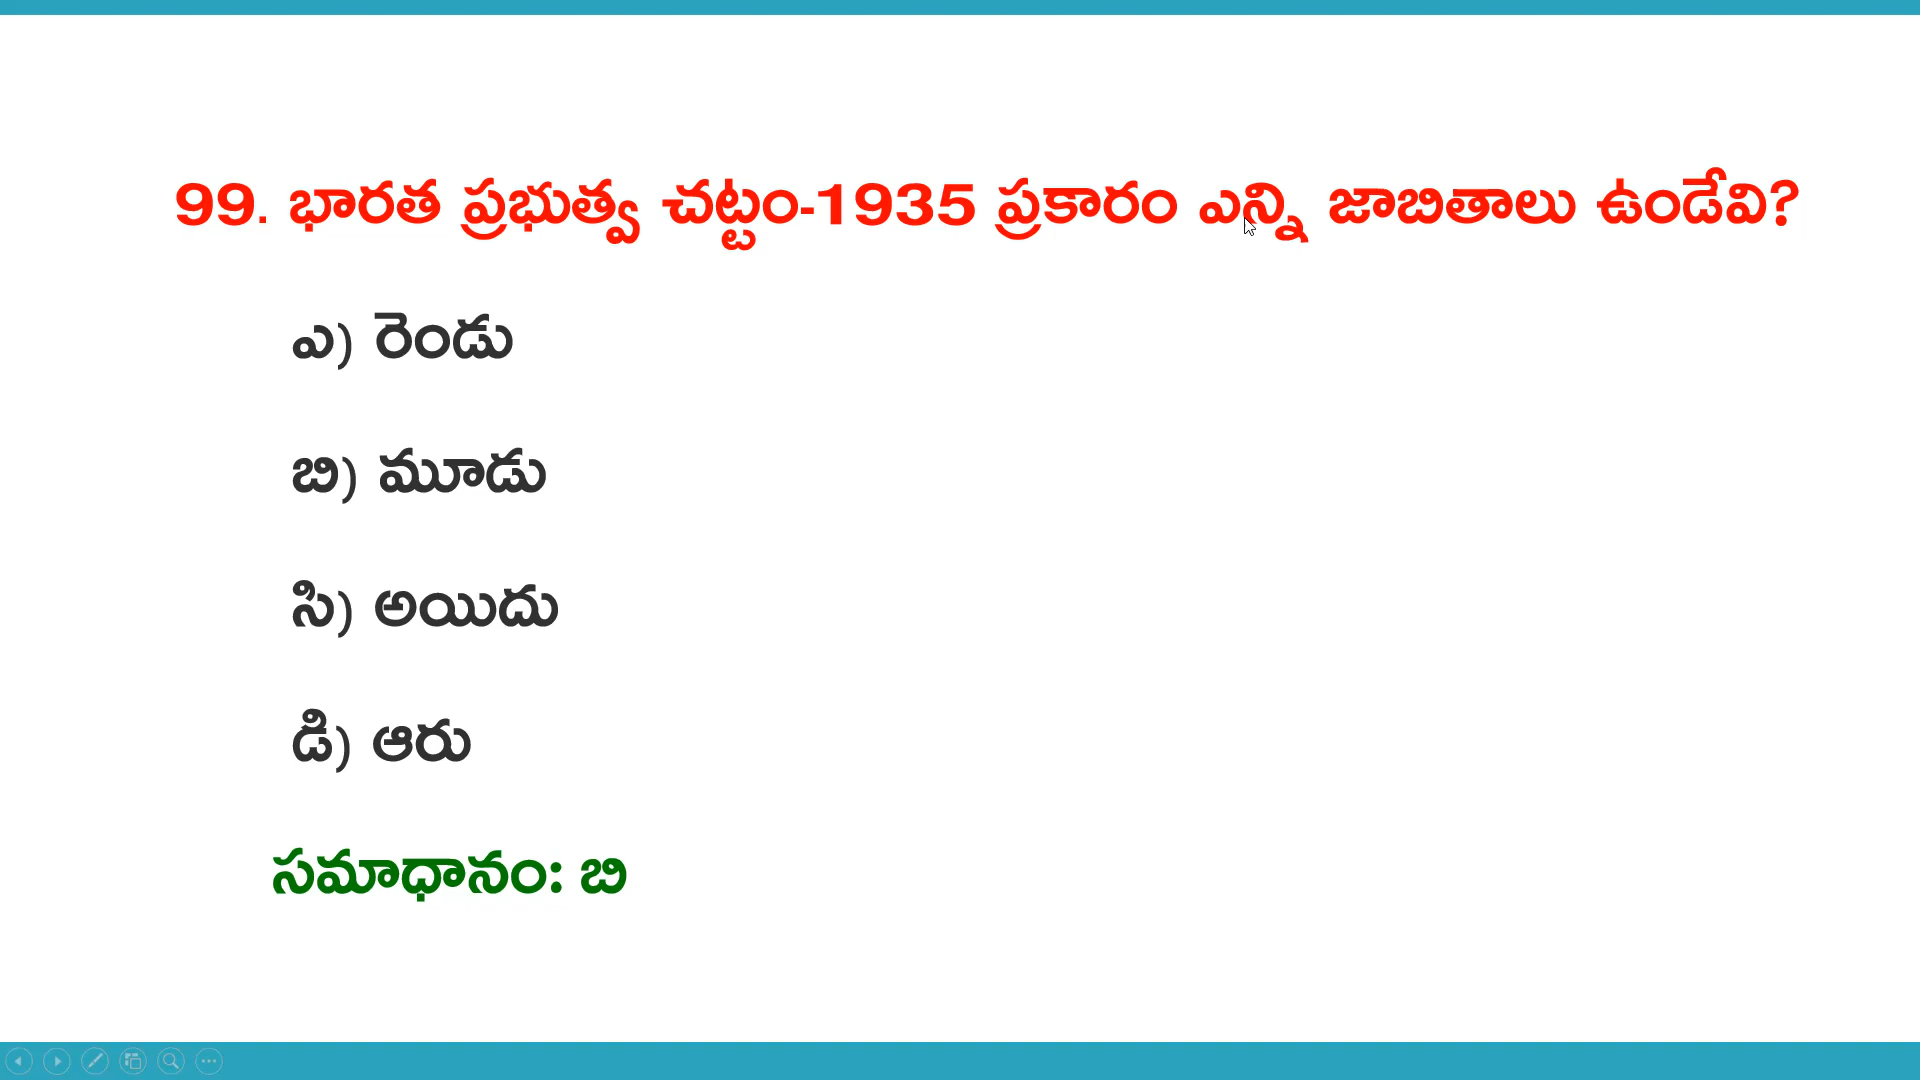 99. భారత ప్రభుత్వ చట్టం-1935 ప్రకారం ఎన్ని జాబితాలు ఉండేవి?
ఎ) రెండు
బి) మూడు
సి) అయిదు
డి) ఆరు
సమాధానం: బి